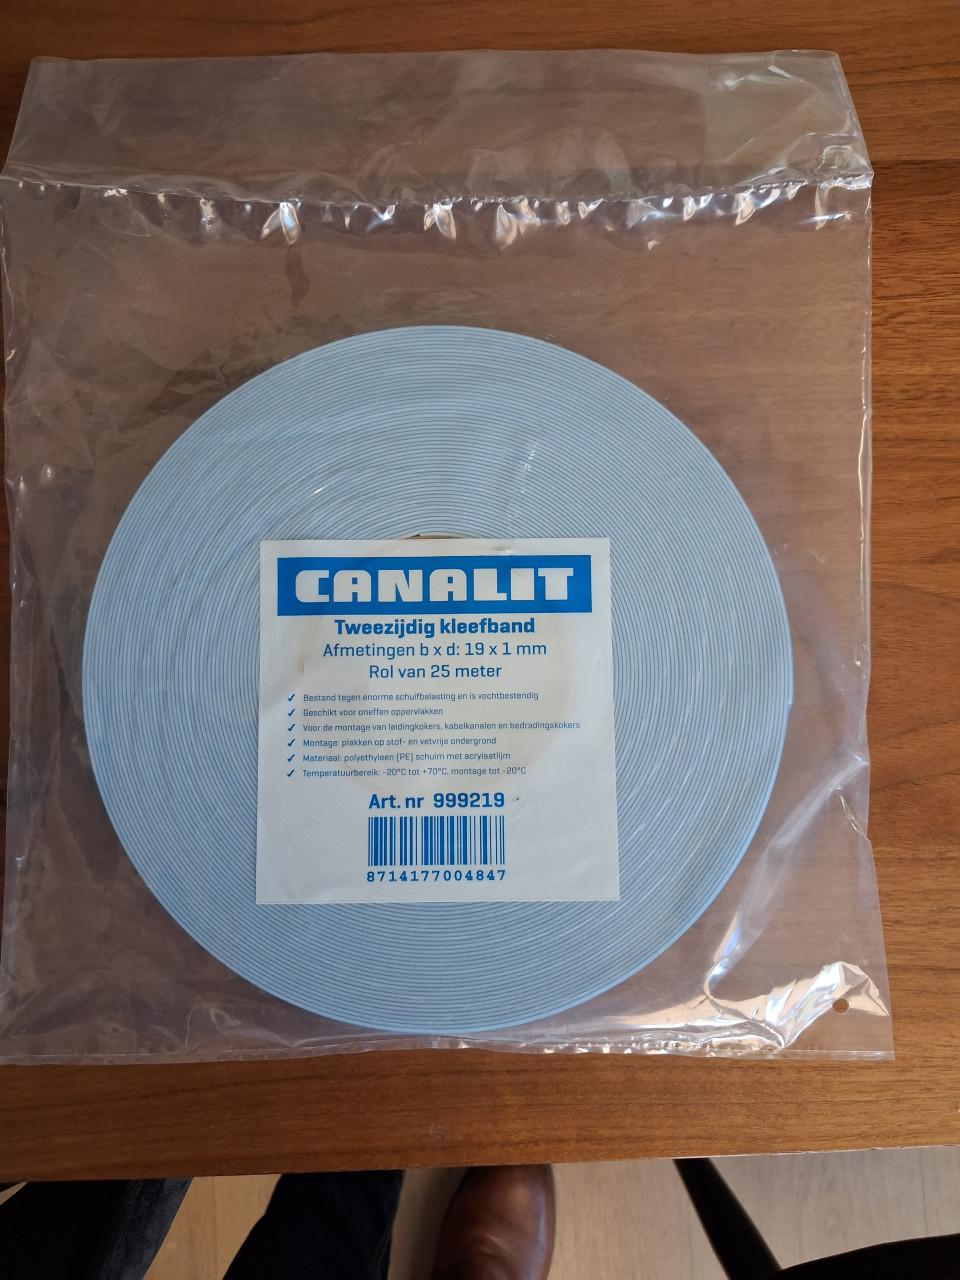 CANALIT
Tweezijdig kleefband
Afmetingen b x d: 19 x 1 mm
Rol van 25 meter
✓ Bestand tegen enorme schuifbelasting en is vochtbestendig
✓ Geschikt voor oneffen oppervlakken
✓ Voor de montage van leidingkokers, kabelkanalen en bedradingskokers
✓ Montage: plakken op stof- en vetvrije ondergrond
✓ Materiaal: polyethyleen (PE) schuim met acrylaatlijm
✓ Temperatuurbereik: -20°C tot +70°C, montage tot -20°C
Art. nr 999219
8714177004847